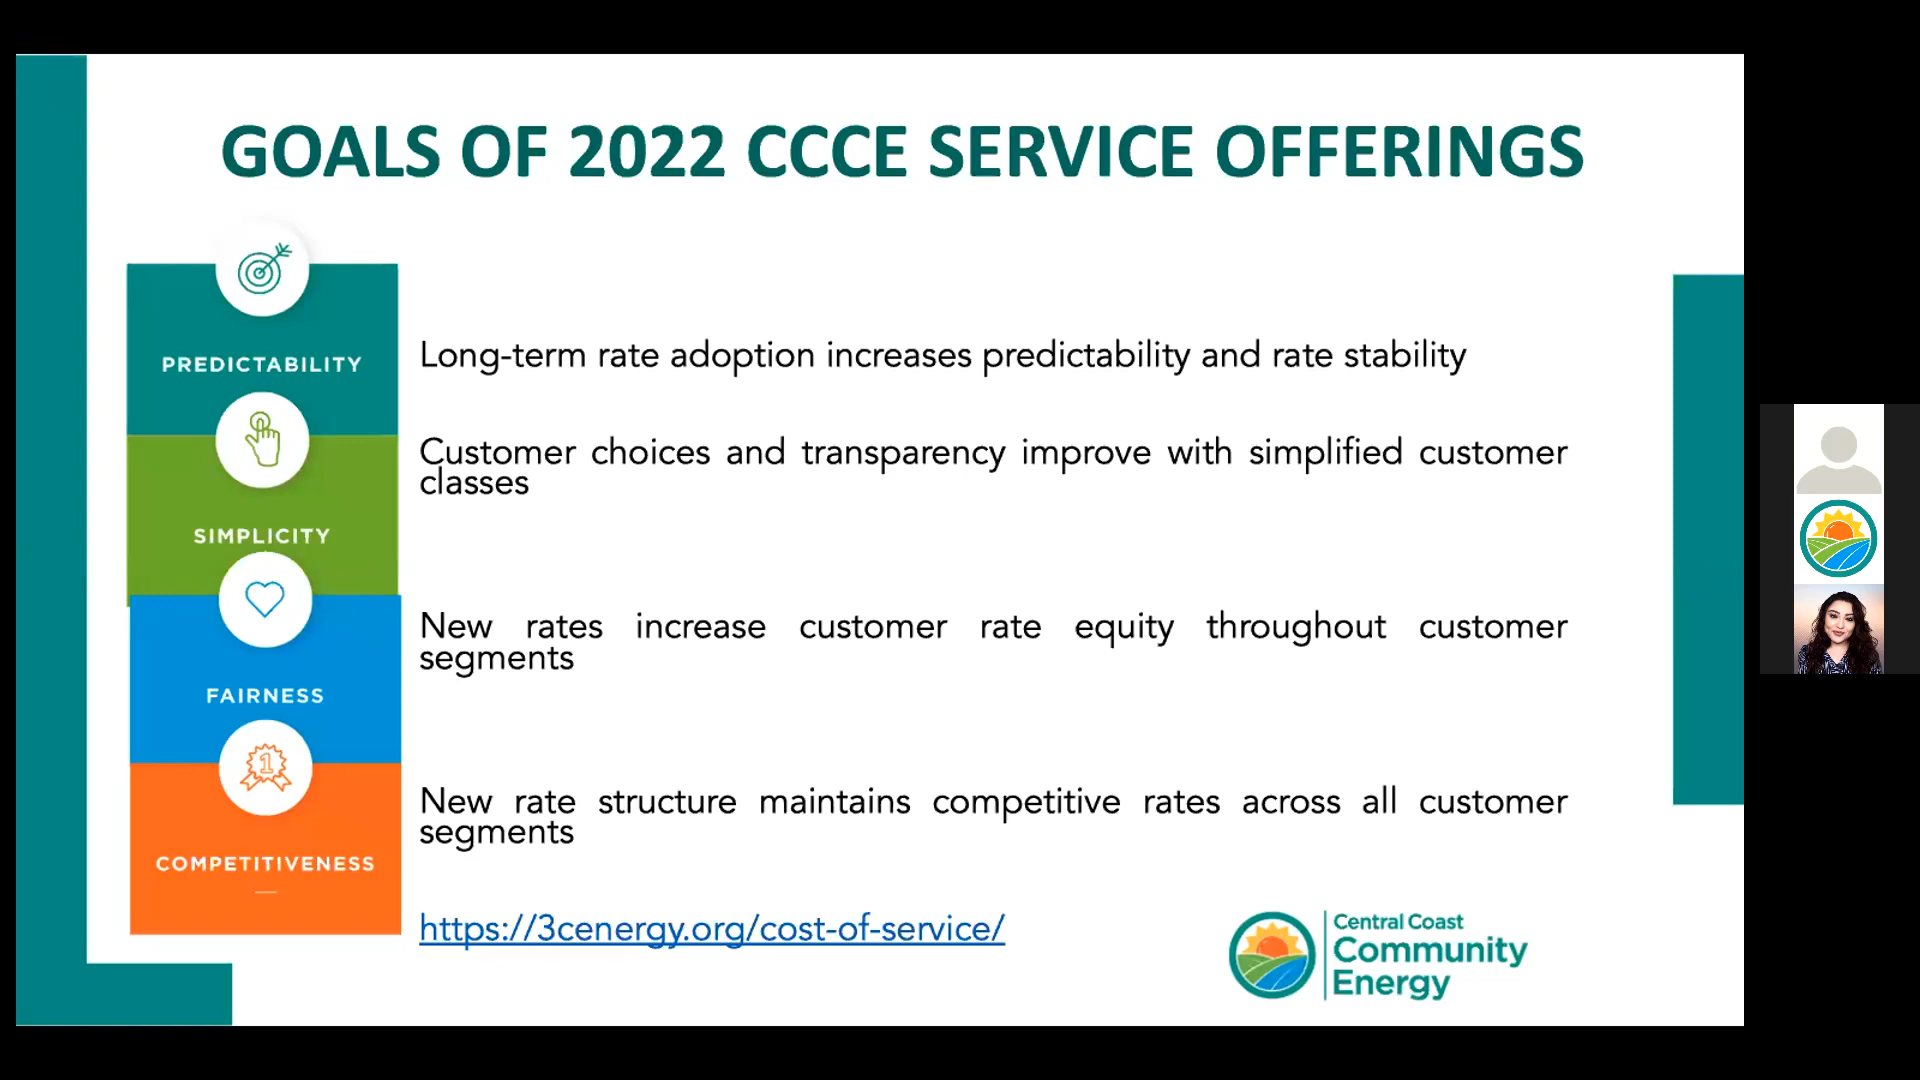 GOALS OF 2022 CCCE SERVICE OFFERINGS
PREDICTABILITY
Long-term rate adoption increases predictability and rate stability
SIMPLICITY
Customer choices and transparency improve with simplified customer
classes
FAIRNESS
New rates increase customer rate equity throughout customer
segments
1
COMPETITIVENESS
New rate structure maintains competitive rates across all customer
segments
https://3cenergy.org/cost-of-service/
Central Coast
Community
Energy